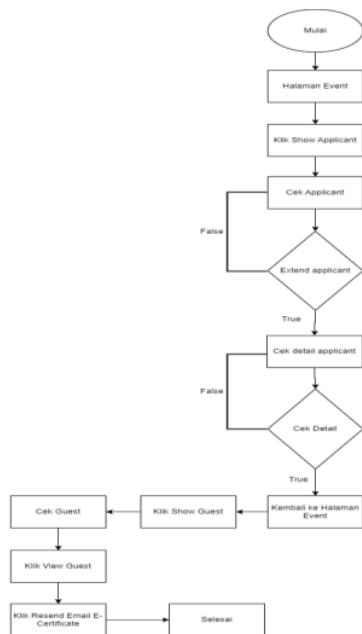 Mulai
Halaman Event
Klik Show Applicant
Cek Applicant
False
Extend applicant
True
Cek detail applicant
False
Cek Detail
True
Kembali ke Halaman
Event
Klik Show Guest
Cek Guest
Klik View Guest
Klik Resend Email E-
Certificate
Selesai